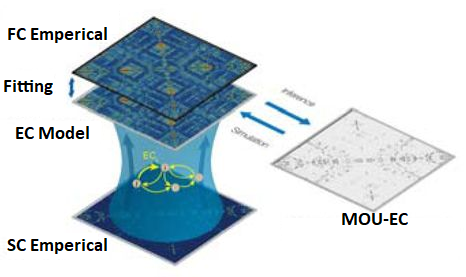 FC Emperical
Fitting
Inference
EC Model
Simulation
EC
MOU-EC
SC Emperical